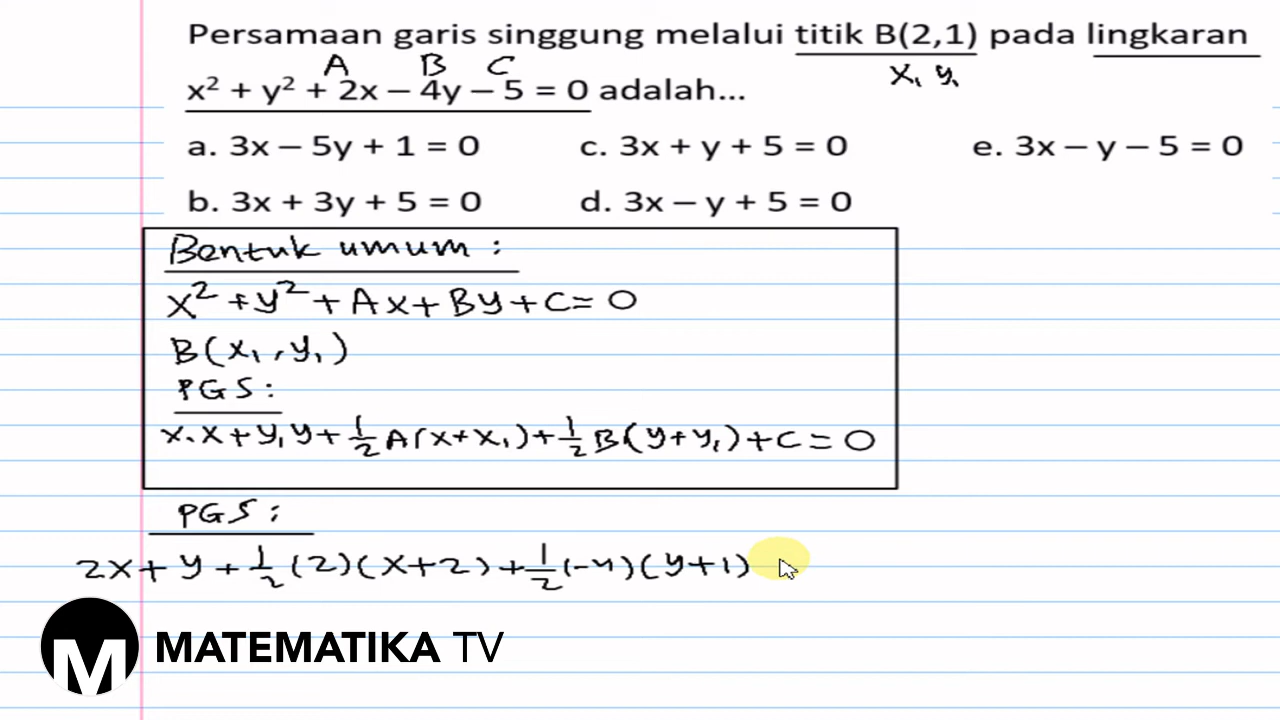 Persamaan garis singgung melalui titik B(2,1) pada lingkaran
A B C x₁ y₁
x² + y² + 2x – 4y – 5 = 0 adalah...
a. 3x – 5y + 1 = 0 c. 3x + y + 5 = 0 e. 3x – y – 5 = 0
b. 3x + 3y + 5 = 0 d. 3x – y + 5 = 0
Bentuk umum :
x² + y² + Ax + By + C = 0
B(x₁, y₁)
PGS :
x₁x + y₁y + 1/2 A(x+x₁) + 1/2 B(y+y₁) + C = 0
PGS :
2x + y + 1/2 (2)(x+2) + 1/2 (-4)(y+1)
M MATEMATIKA TV